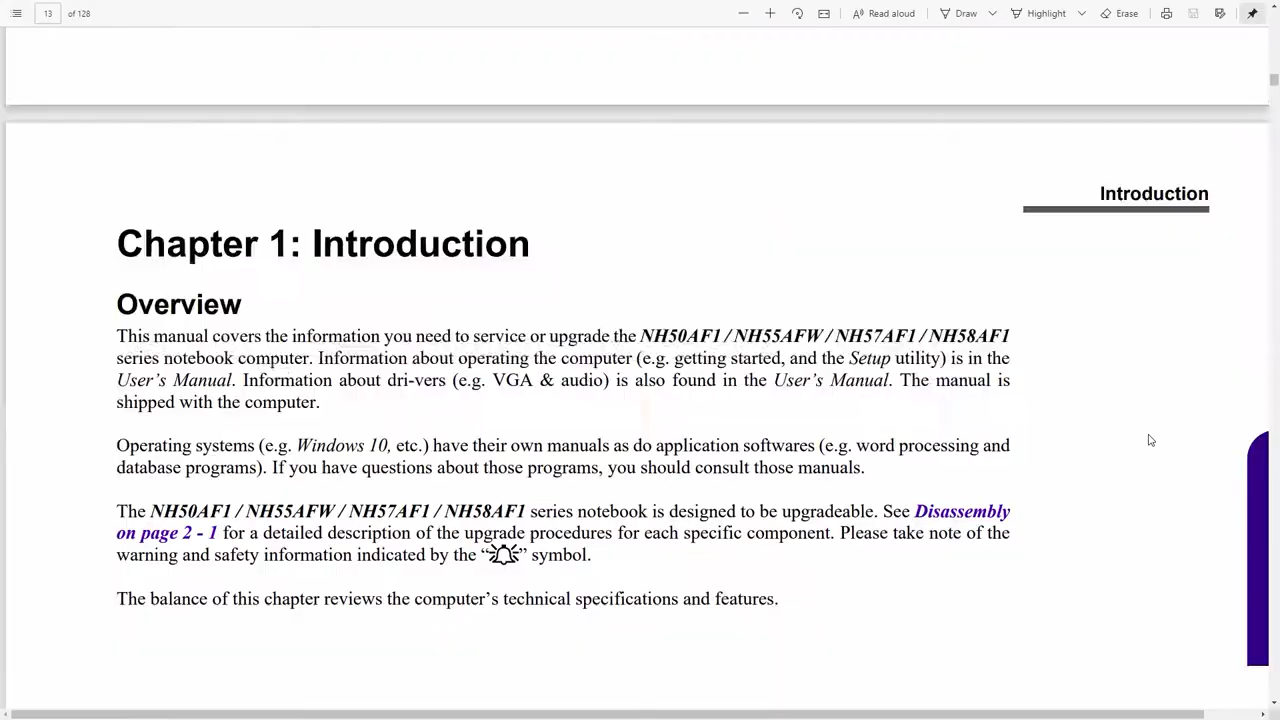 13 of 128 Read aloud Draw Highlight Erase
Introduction
Chapter 1: Introduction
Overview
This manual covers the information you need to service or upgrade the NH50AF1 / NH55AFW / NH57AF1 / NH58AF1
series notebook computer. Information about operating the computer (e.g. getting started, and the Setup utility) is in the
User’s Manual. Information about dri-vers (e.g. VGA & audio) is also found in the User’s Manual. The manual is
shipped with the computer.
Operating systems (e.g. Windows 10, etc.) have their own manuals as do application softwares (e.g. word processing and
database programs). If you have questions about those programs, you should consult those manuals.
The NH50AF1 / NH55AFW / NH57AF1 / NH58AF1 series notebook is designed to be upgradeable. See Disassembly
on page 2 - 1 for a detailed description of the upgrade procedures for each specific component. Please take note of the
warning and safety information indicated by the “” symbol.
The balance of this chapter reviews the computer’s technical specifications and features.